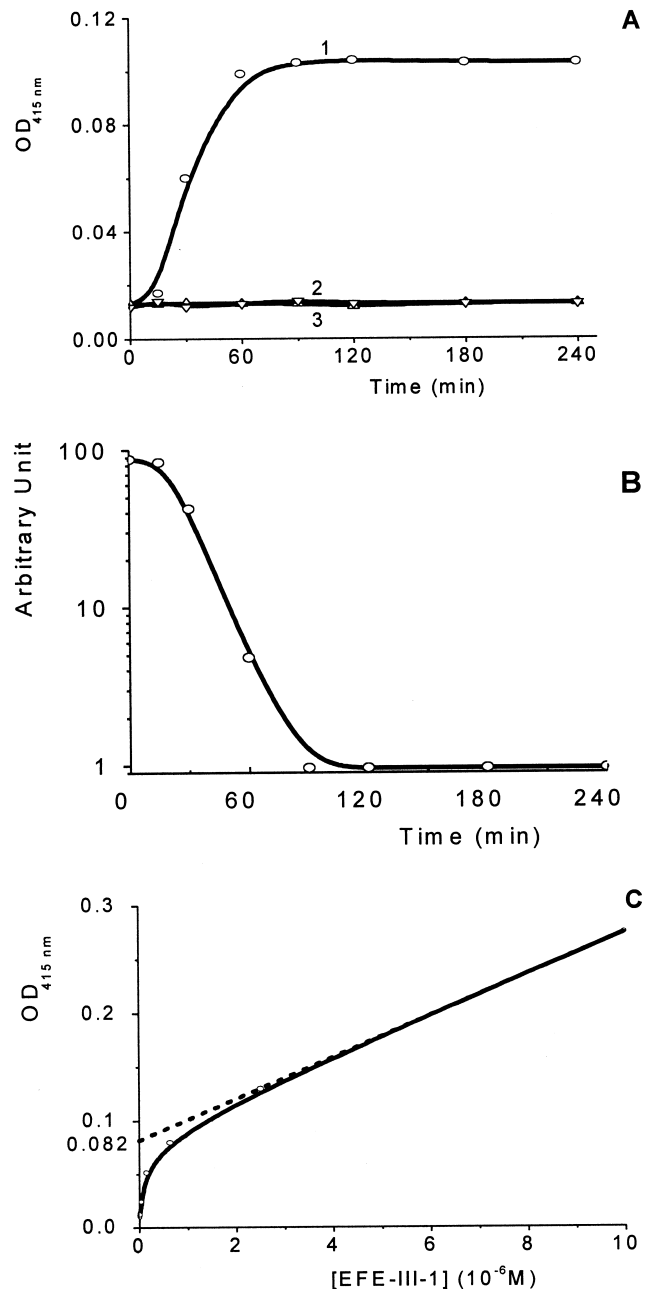 A
0.12
0.08
0.04
0.00
OD415 nm
1
2
3
0 60 120 180 240
Time (min)
B
100
10
1
Arbitrary Unit
0 60 120 180 240
Time (min)
C
0.3
0.2
0.1
0.082
0.0
OD415 nm
0 2 4 6 8 10
[EFE-III-1] (10-6M)